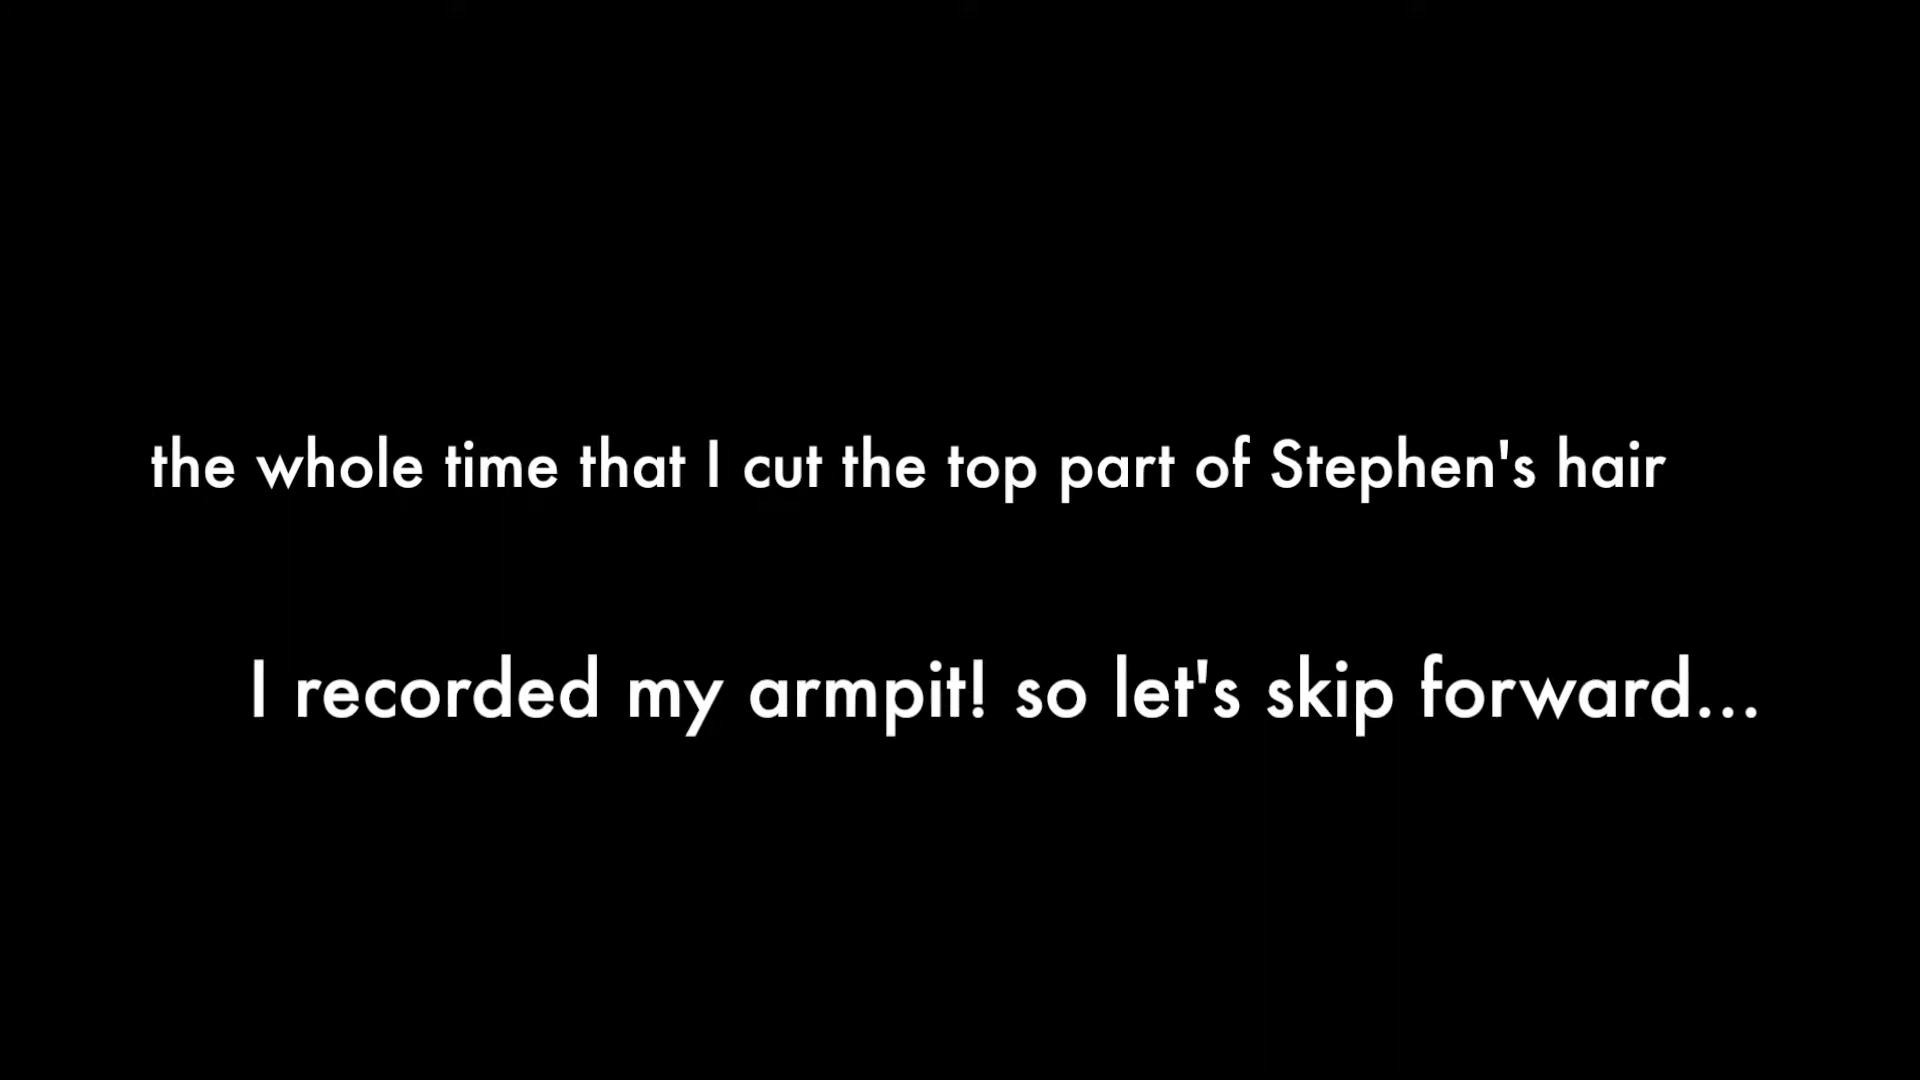 the whole time that I cut the top part of Stephen's hair
I recorded my armpit! so let's skip forward...